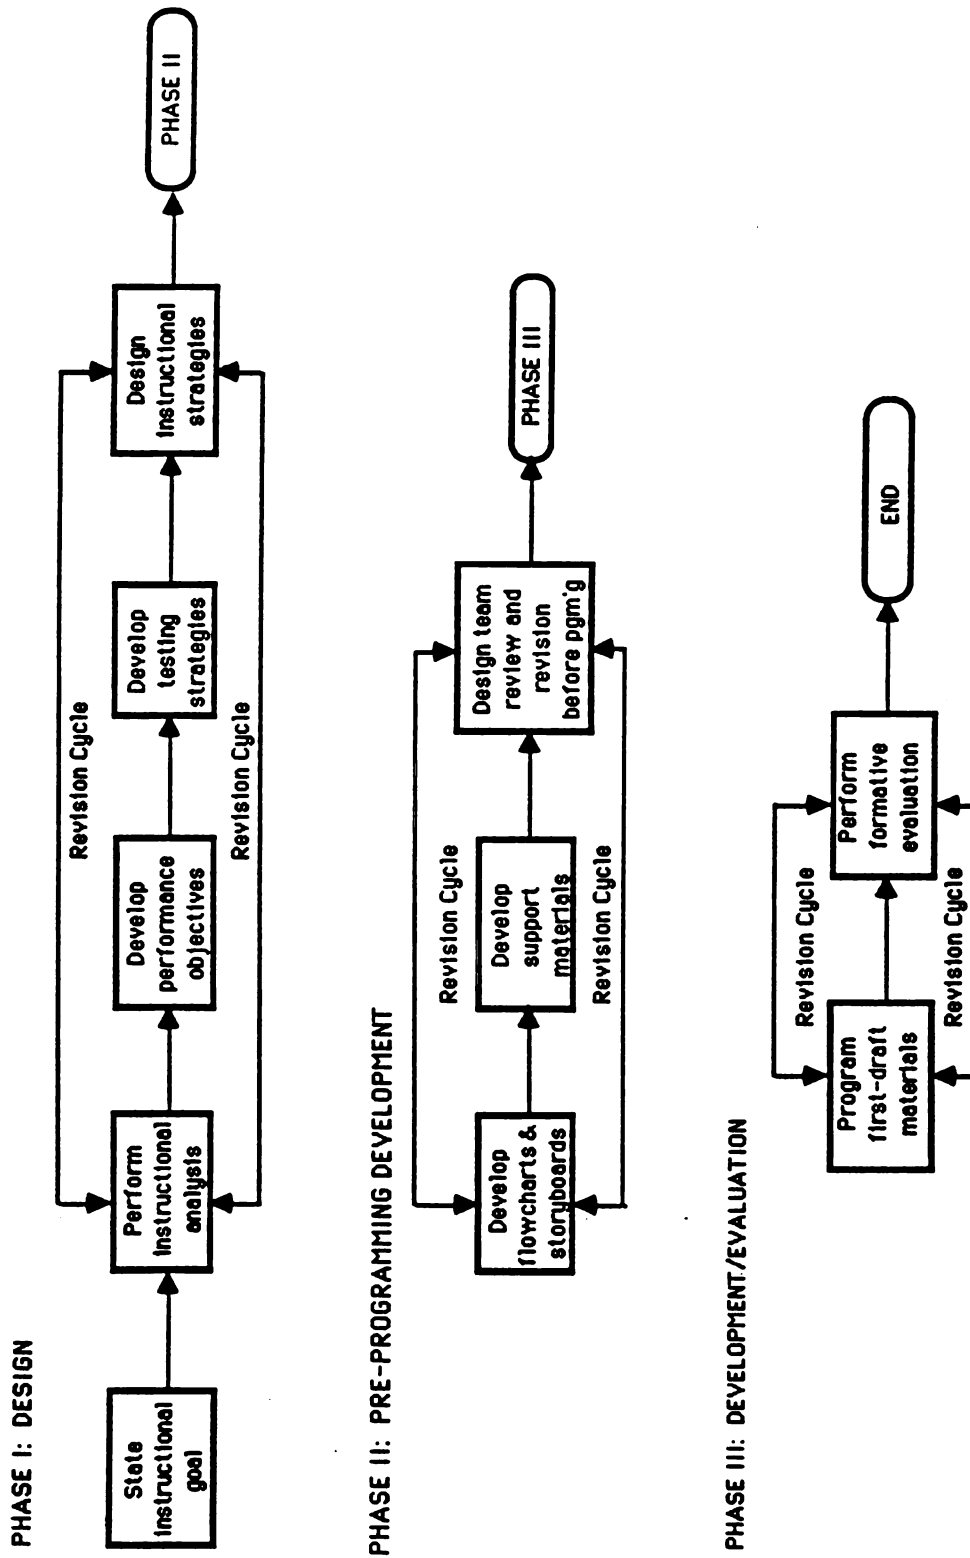 PHASE I: DESIGN
Revision Cycle
State
instructional
goal
Perform
instructional
analysis
Develop
performance
objectives
Develop
testing
strategies
Design
instructional
strategies
PHASE II
Revision Cycle
PHASE II: PRE-PROGRAMMING DEVELOPMENT
Revision Cycle
Develop
flowcharts &
storyboards
Develop
support
materials
Design team
review and
revision
before pgm'g
PHASE III
Revision Cycle
PHASE III: DEVELOPMENT/EVALUATION
Revision Cycle
Program
first-draft
materials
Perform
formative
evaluation
END
Revision Cycle